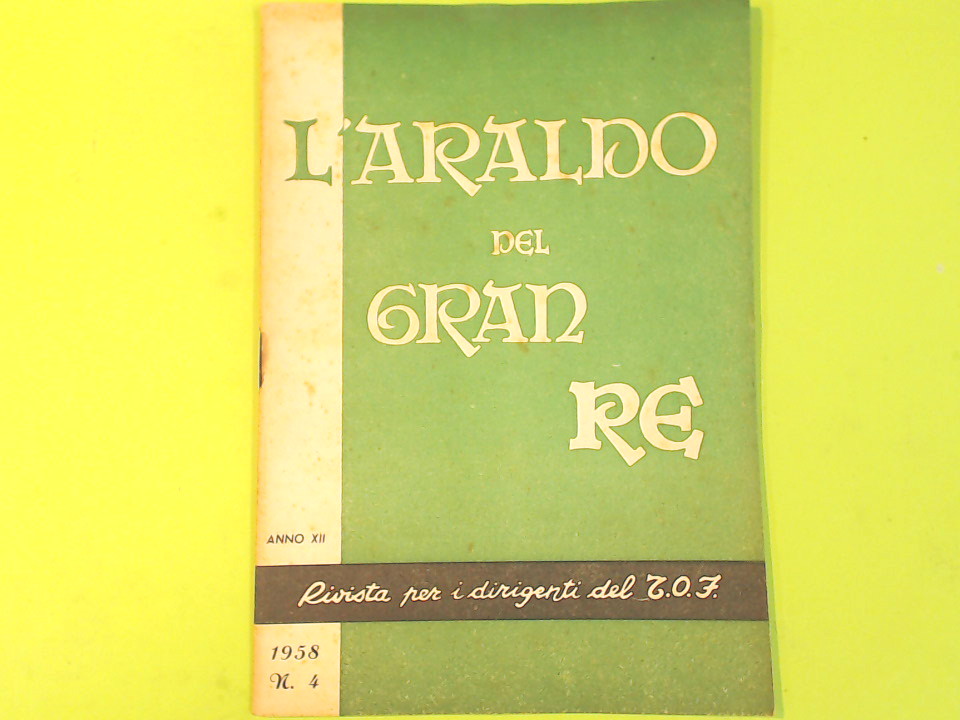 L'ARALDO
DEL
GRAN
RE
ANNO XII
Rivista per i dirigenti del T.O.F.
1958
N. 4